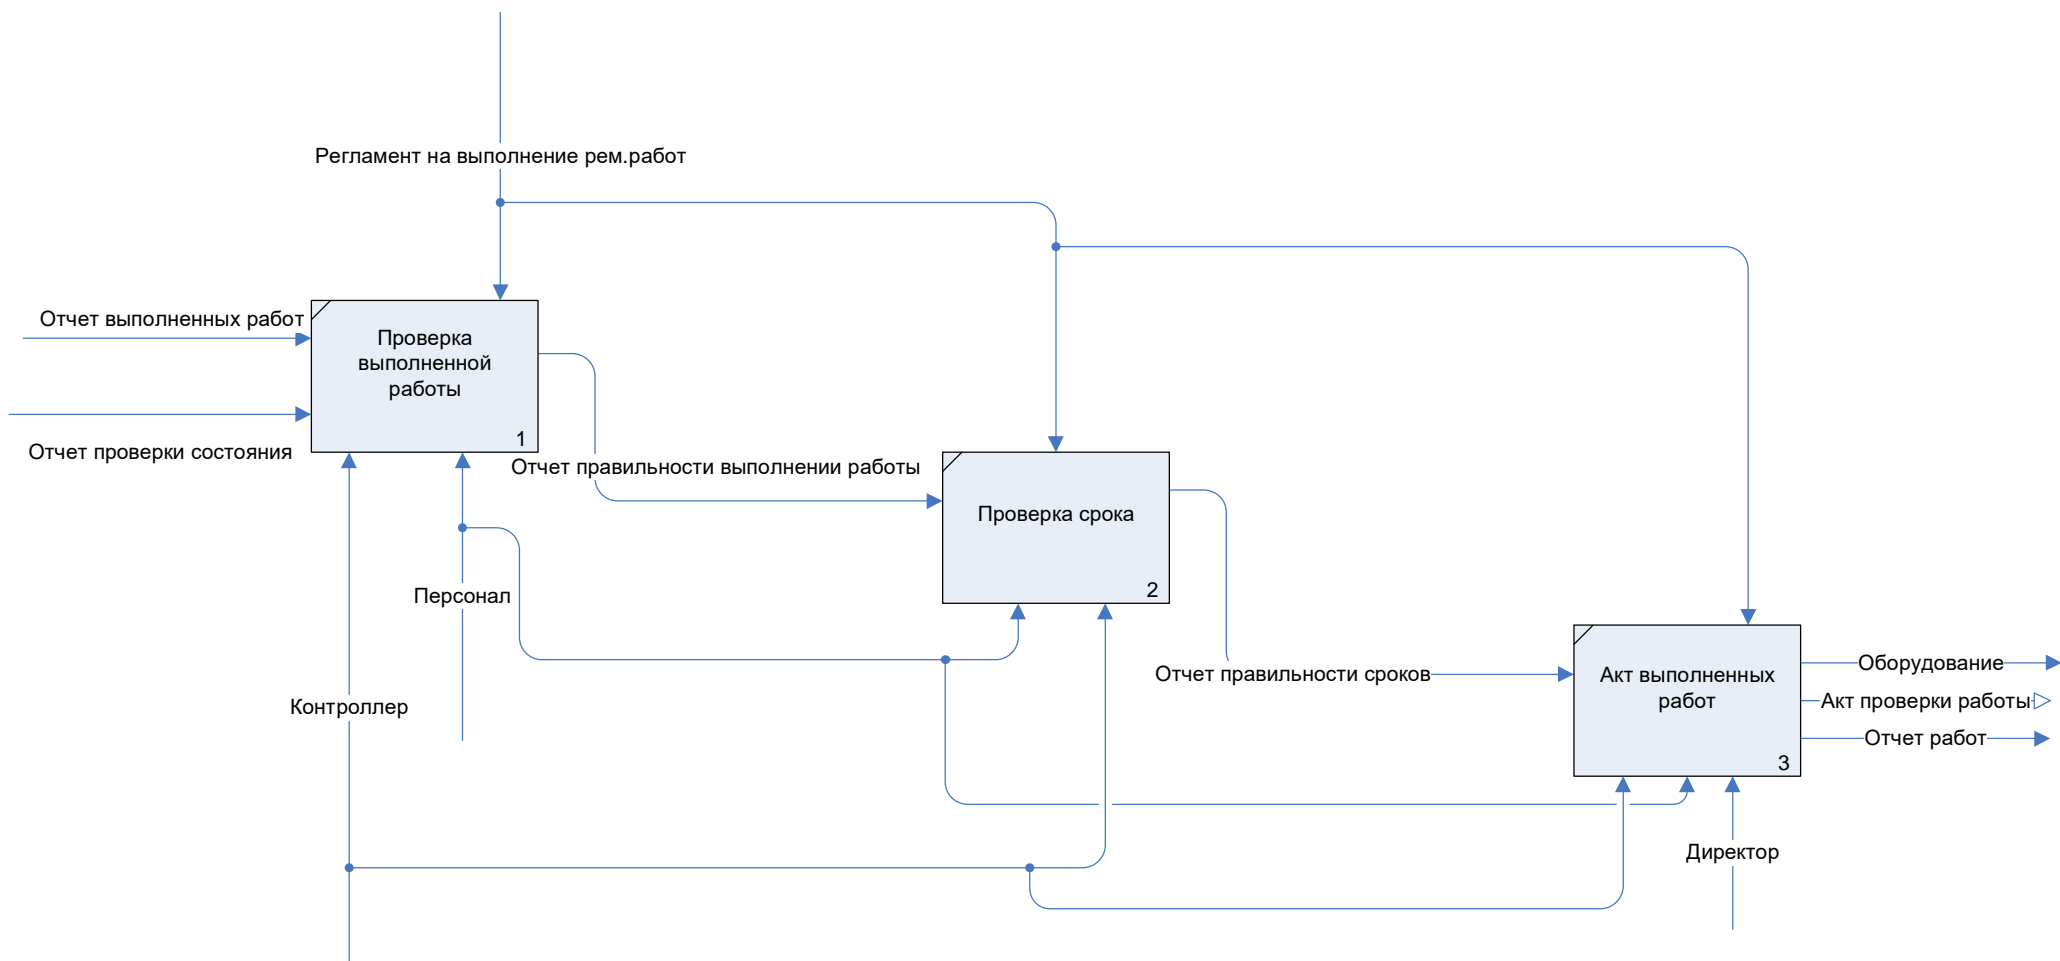 Регламент на выполнение рем.работ
Отчет выполненных работ
Проверка
выполненной
работы
1
Отчет проверки состояния
Отчет правильности выполнении работы
Проверка срока
2
Персонал
Контроллер
Отчет правильности сроков
Акт выполненных
работ
3
Оборудование
Акт проверки работы
Отчет работ
Директор